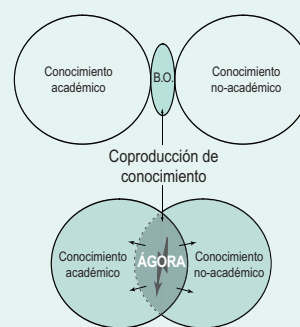 Conocimiento
académico
B.O.
Conocimiento
no-académico
Coproducción de
conocimiento
Conocimiento
académico
ÁGORA
Conocimiento
no-académico